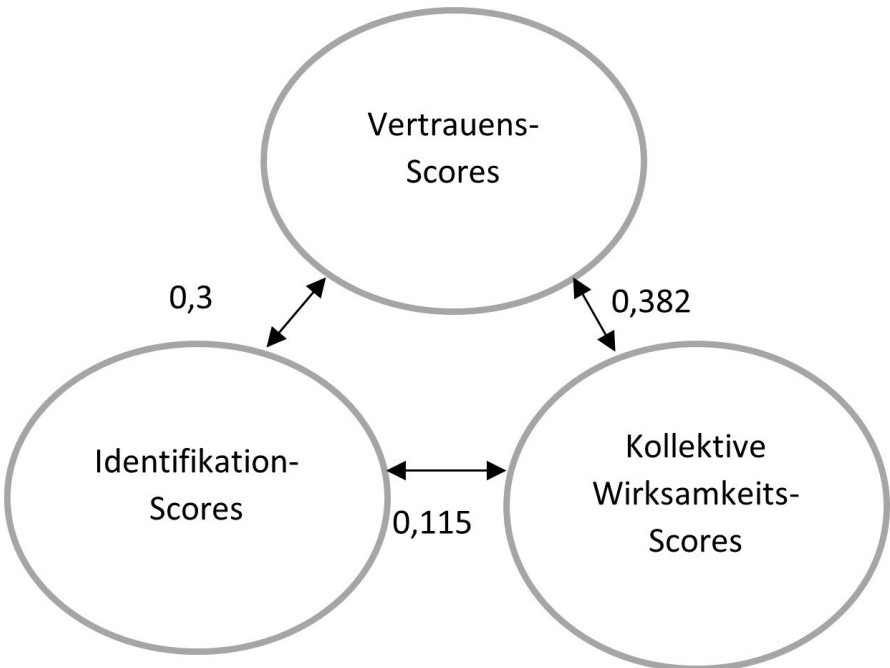 Vertrauens-
Scores
0,3
0,382
Identifikation-
Scores
0,115
Kollektive
Wirksamkeits-
Scores